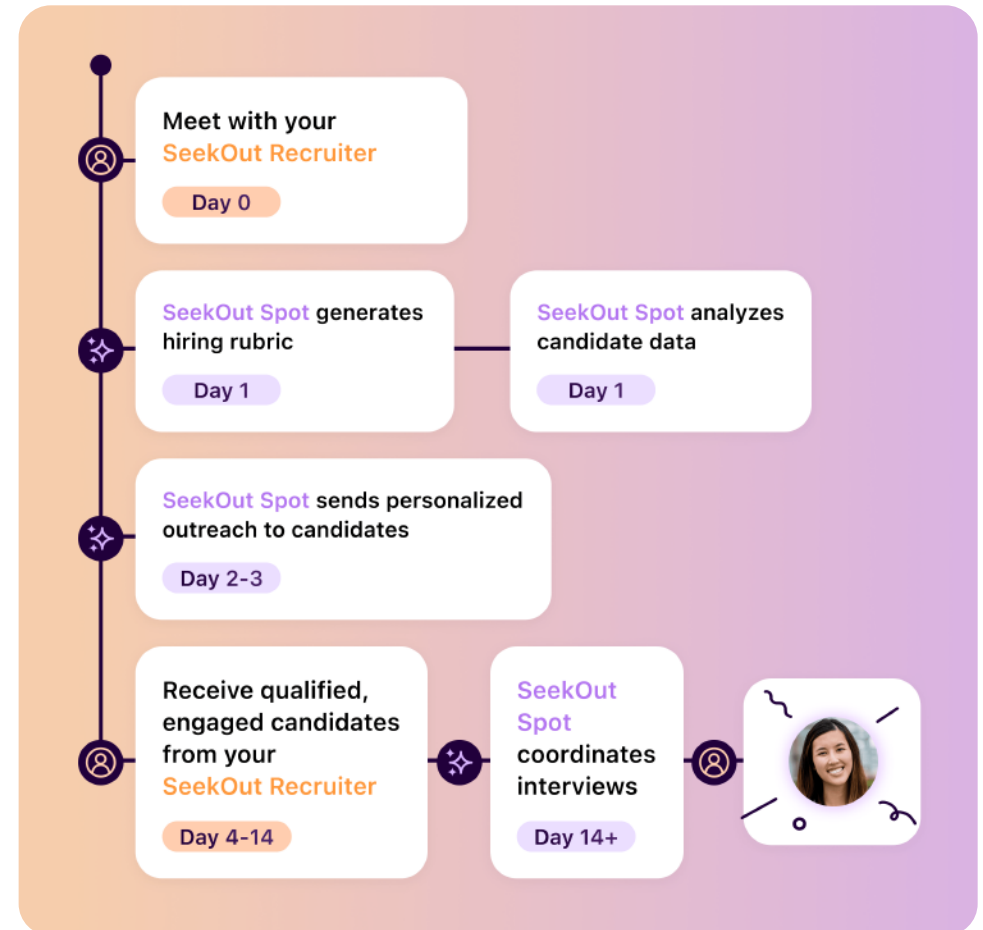 Meet with your
SeekOut Recruiter
Day 0
SeekOut Spot generates
hiring rubric
Day 1
SeekOut Spot analyzes
candidate data
Day 1
SeekOut Spot sends personalized
outreach to candidates
Day 2-3
Receive qualified,
engaged candidates
from your
SeekOut Recruiter
Day 4-14
SeekOut
Spot
coordinates
interviews
Day 14+